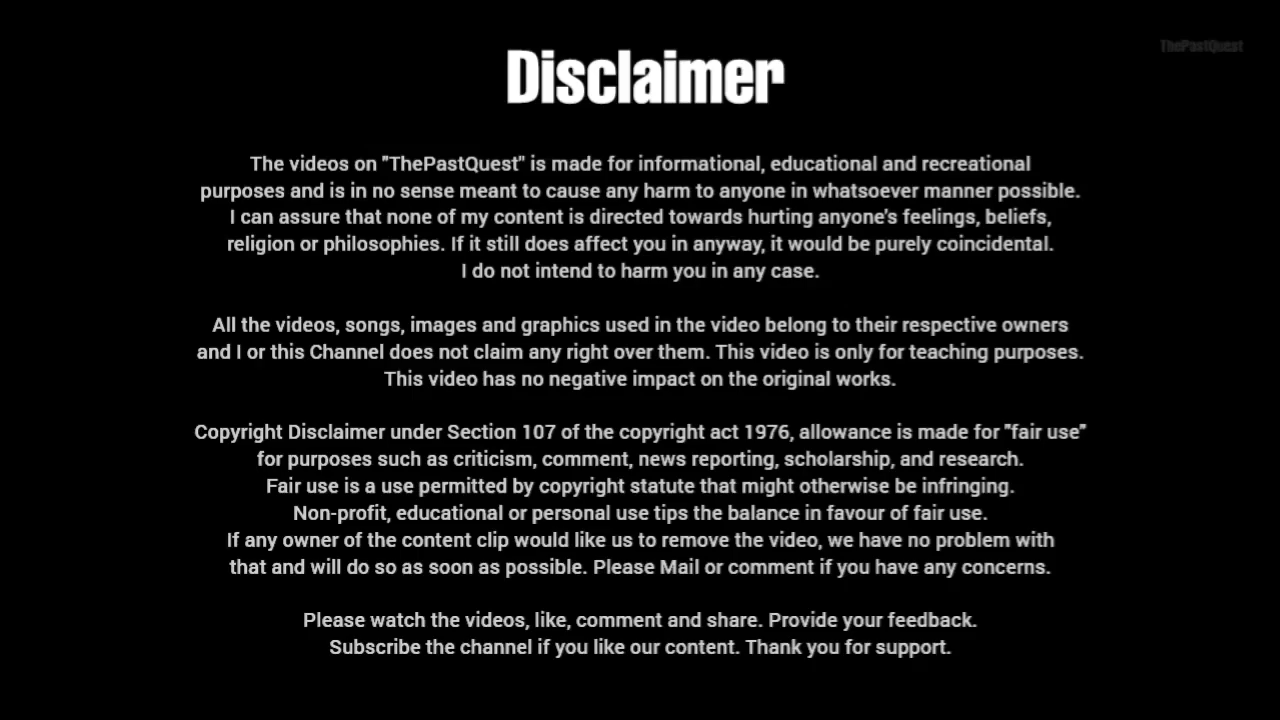 ThePastQuest
Disclaimer
The videos on "ThePastQuest" is made for informational, educational and recreational
purposes and is in no sense meant to cause any harm to anyone in whatsoever manner possible.
I can assure that none of my content is directed towards hurting anyone's feelings, beliefs,
religion or philosophies. If it still does affect you in anyway, it would be purely coincidental.
I do not intend to harm you in any case.
All the videos, songs, images and graphics used in the video belong to their respective owners
and I or this Channel does not claim any right over them. This video is only for teaching purposes.
This video has no negative impact on the original works.
Copyright Disclaimer under Section 107 of the copyright act 1976, allowance is made for "fair use"
for purposes such as criticism, comment, news reporting, scholarship, and research.
Fair use is a use permitted by copyright statute that might otherwise be infringing.
Non-profit, educational or personal use tips the balance in favour of fair use.
If any owner of the content clip would like us to remove the video, we have no problem with
that and will do so as soon as possible. Please Mail or comment if you have any concerns.
Please watch the videos, like, comment and share. Provide your feedback.
Subscribe the channel if you like our content. Thank you for support.